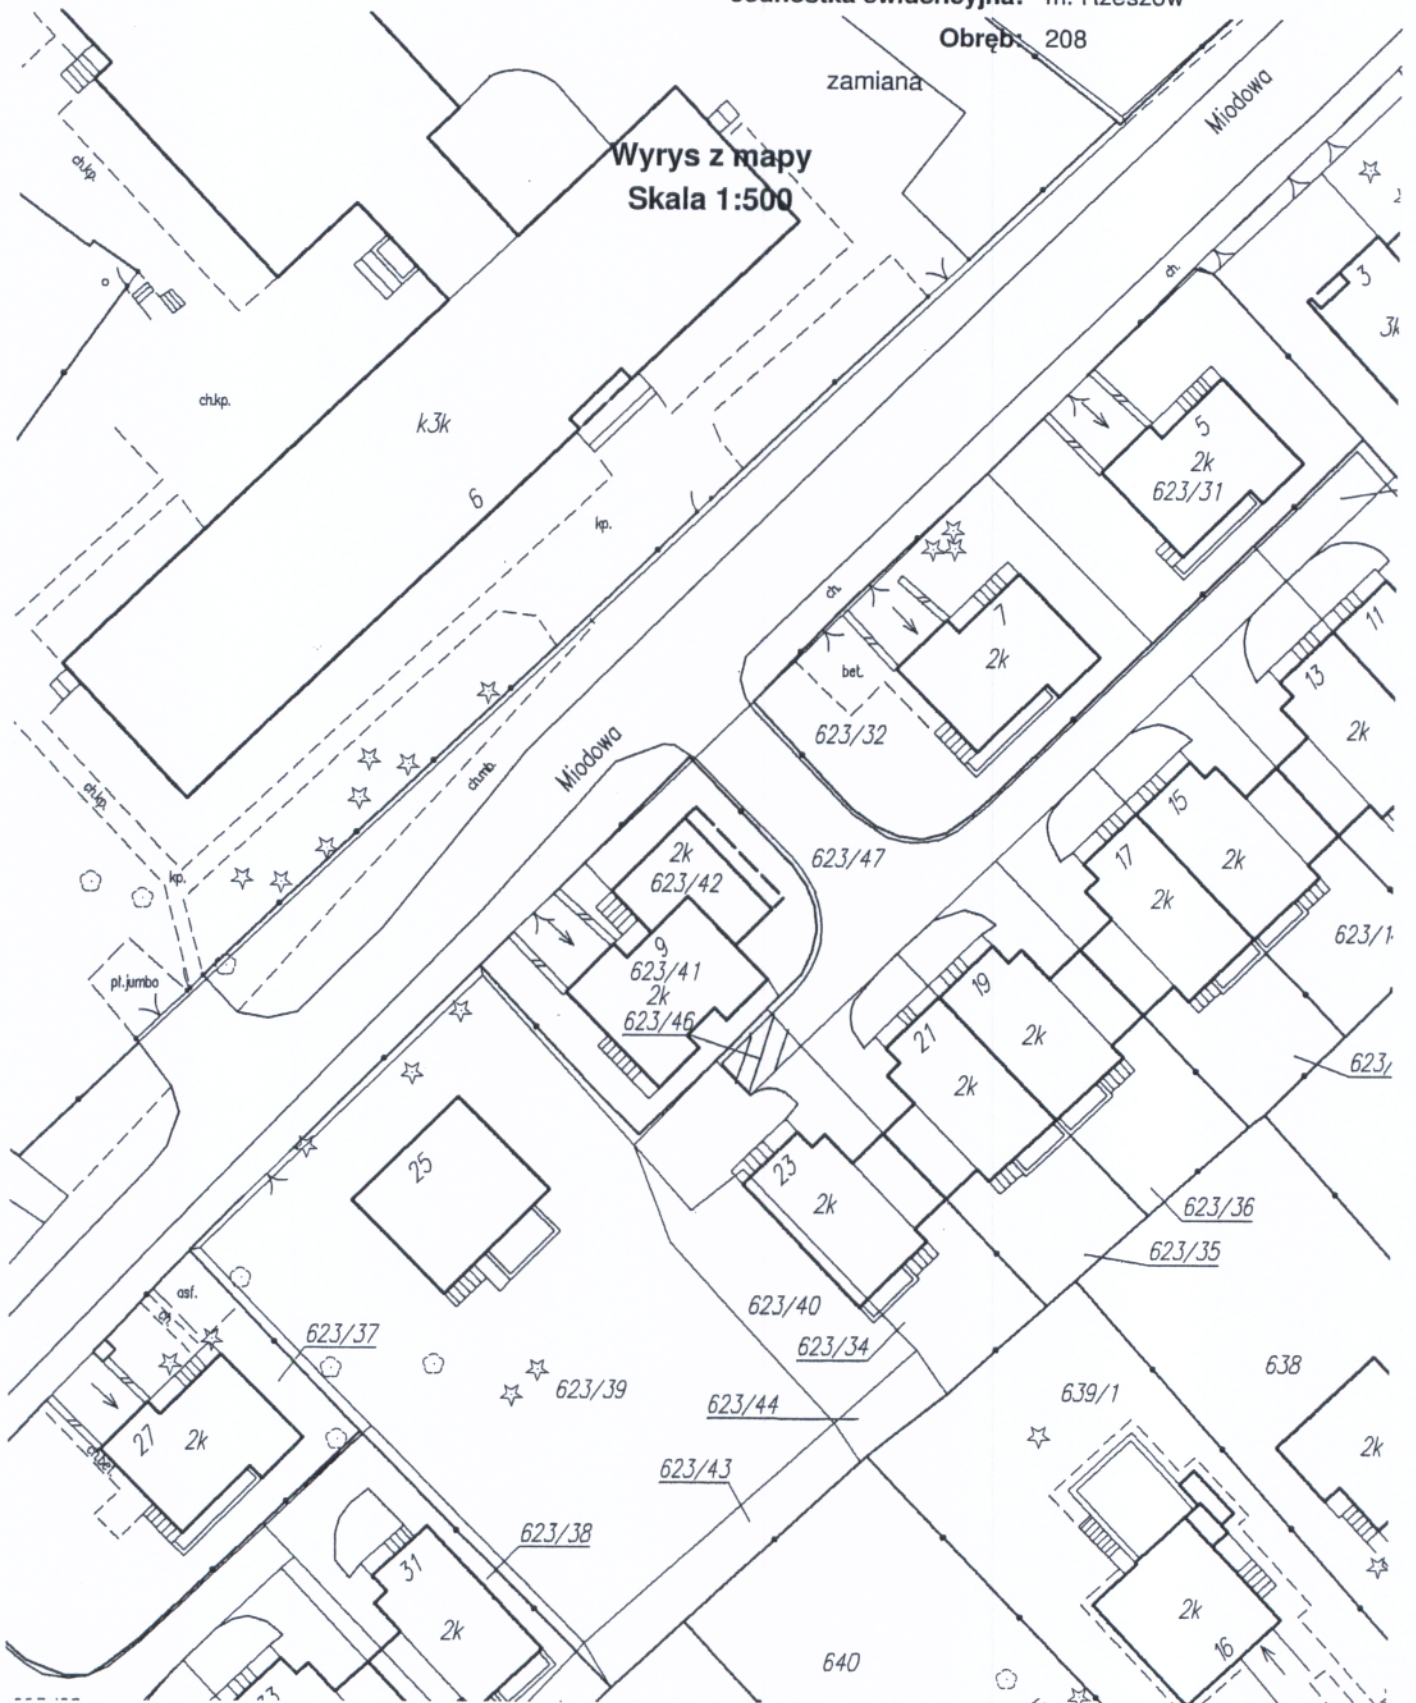 m. Rzeszów
Obręb: 208
zamiana
Miodowa
Wyrys z mapy
Skala 1:500
ch.kp.
ch.
3
ch.kp.
k3k
6
5
2k
623/31
kp.
ch.
7
2k
bet.
623/32
11
13
2k
Miodowa
ch.mb.
ch.kp.
kp.
15
2k
17
2k
2k
623/42
623/47
9
623/41
2k
623/46
pl.jumbo
19
2k
21
2k
25
23
2k
623/36
623/35
623/40
623/34
asf.
ch.
623/37
623/39
623/44
639/1
638
2k
27
2k
623/43
623/38
31
2k
2k
16
640